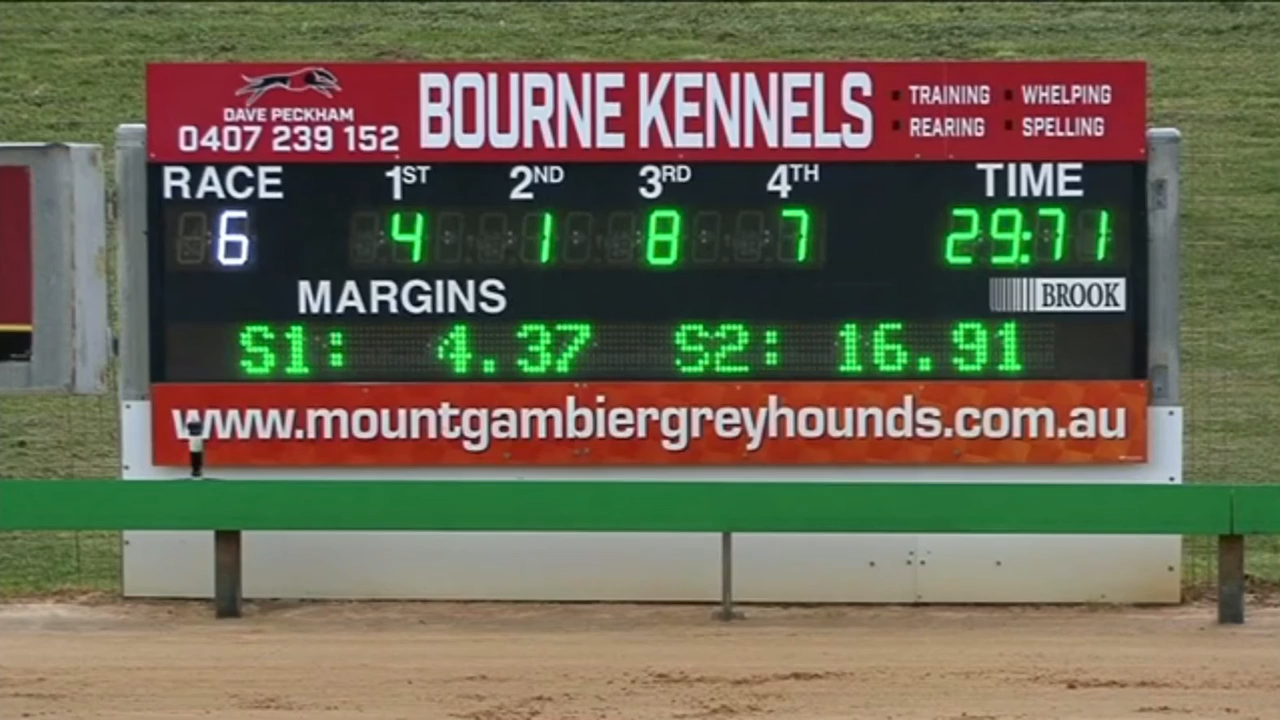 DAVE PECKHAM
0407 239 152
BOURNE KENNELS
TRAINING WHELPING
REARING SPELLING
RACE 1ST 2ND 3RD 4TH TIME
6 4 1 8 7 29:71
MARGINS
BROOK
S1: 4.37 S2: 16.91
www.mountgambiergreyhounds.com.au